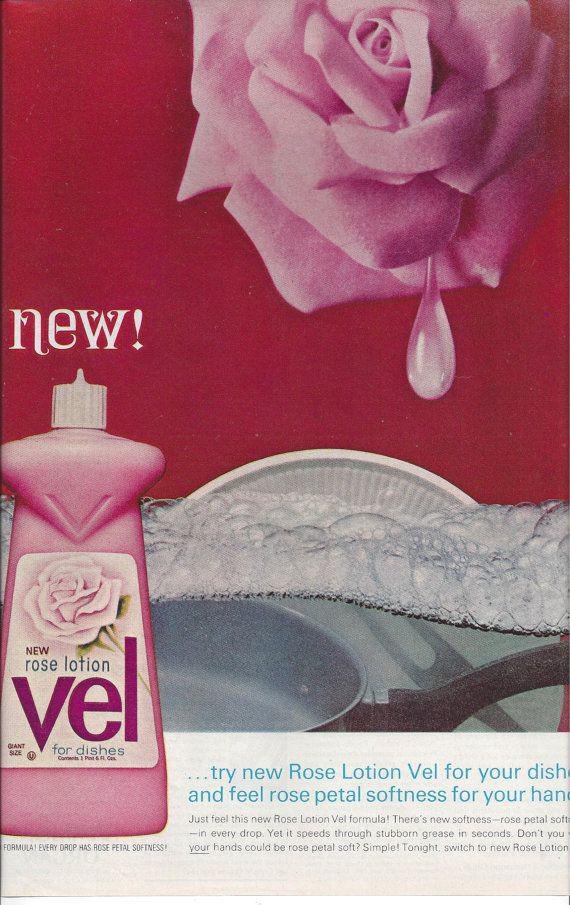 new!
NEW
rose lotion
vel
GIANT
SIZE U
for dishes
Contents 1 Pint 6 Fl. Ozs.
FORMULA! EVERY DROP HAS ROSE PETAL SOFTNESS!
...try new Rose Lotion Vel for your dish
and feel rose petal softness for your han
Just feel this new Rose Lotion Vel formula! There's new softness—rose petal soft
—in every drop. Yet it speeds through stubborn grease in seconds. Don't you
your hands could be rose petal soft? Simple! Tonight, switch to new Rose Lotion